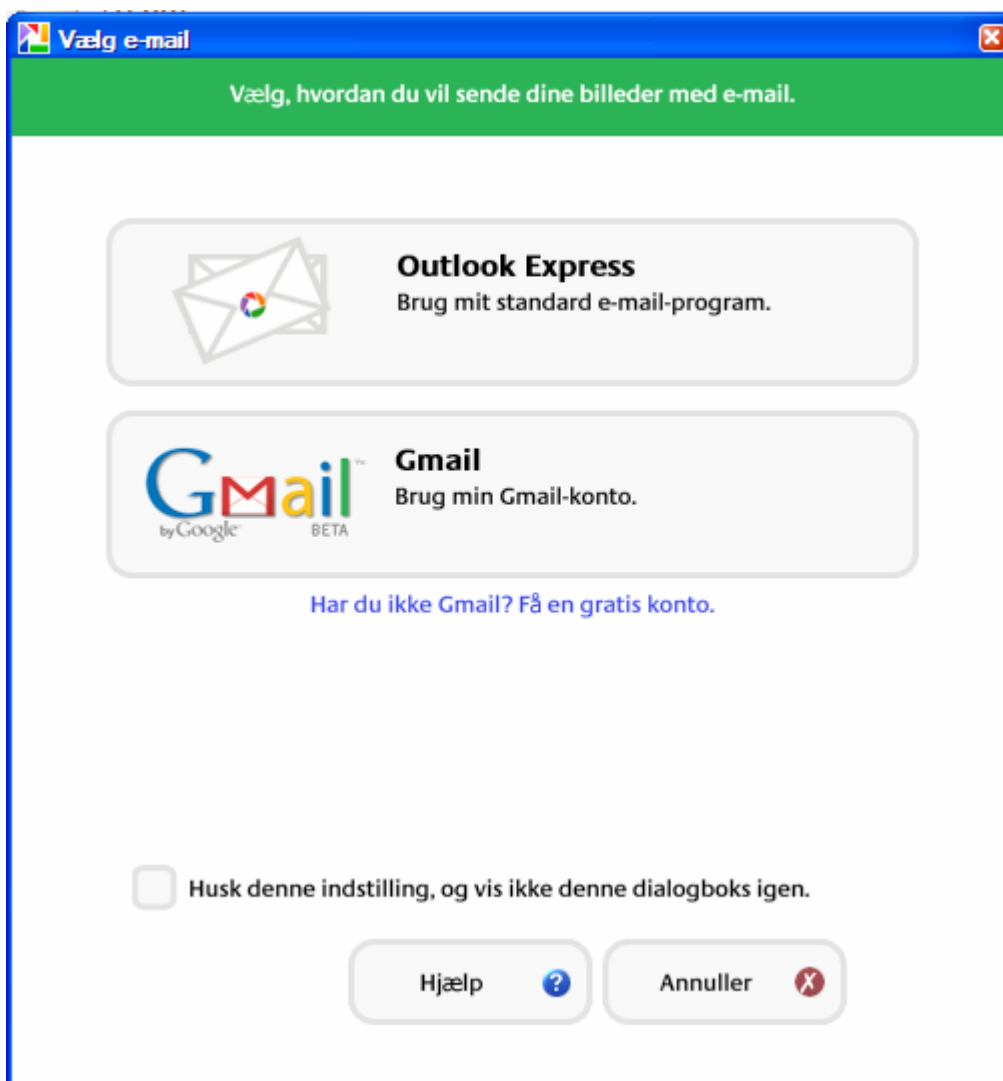 Vælg e-mail
Vælg, hvordan du vil sende dine billeder med e-mail.
Outlook Express
Brug mit standard e-mail-program.
GMail™
by Google BETA
Gmail
Brug min Gmail-konto.
Har du ikke Gmail? Få en gratis konto.
Husk denne indstilling, og vis ikke denne dialogboks igen.
Hjælp ?
Annuller X